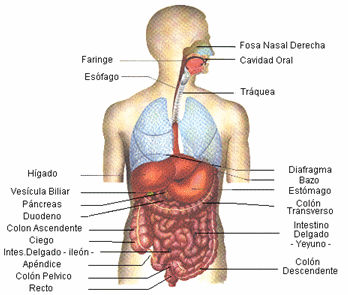 Fosa Nasal Derecha
Faringe
Cavidad Oral
Esófago
Tráquea
Hígado
Diafragma
Bazo
Vesícula Biliar
Estómago
Páncreas
Colón
Transverso
Duodeno
Colon Ascendente
Intestino
Delgado
- Yeyuno -
Ciego
Intes.Delgado - ileón -
Apéndice
Colón
Descendente
Colón Pelvico
Recto